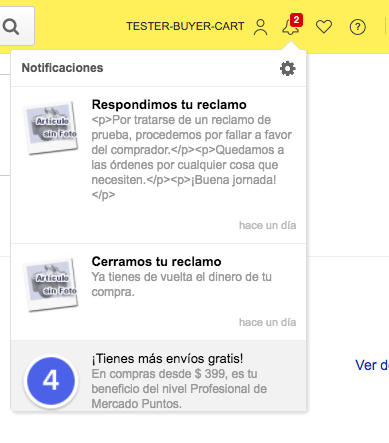 TESTER-BUYER-CART
2
Notificaciones
Artículo
sin Foto
Respondimos tu reclamo
<p>Por tratarse de un reclamo de
prueba, procedemos por fallar a favor
del comprador.</p><p>Quedamos a
las órdenes por cualquier cosa que
necesiten.</p><p>¡Buena jornada!
</p>
hace un día
Artículo
sin Foto
Cerramos tu reclamo
Ya tienes de vuelta el dinero de tu
compra.
hace un día
4
¡Tienes más envíos gratis!
En compras desde $ 399, es tu
beneficio del nivel Profesional de
Mercado Puntos.
Ver d